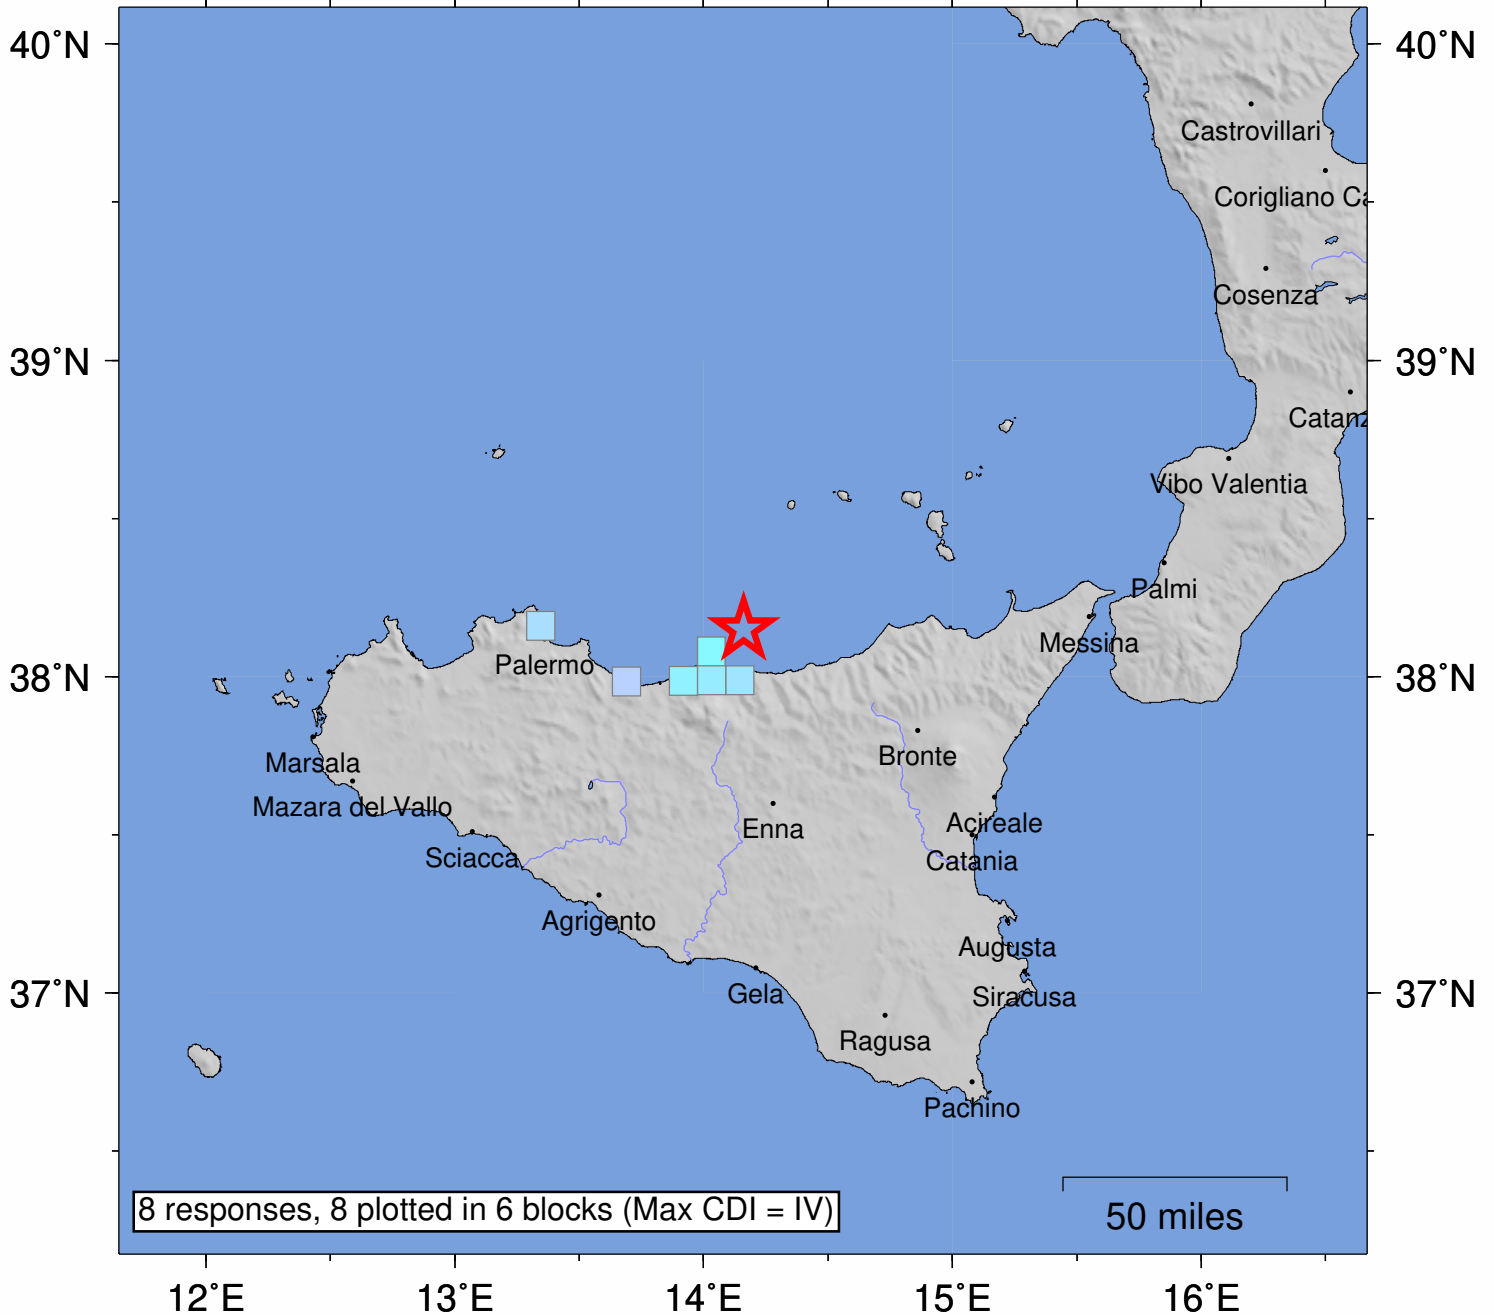 40°N
40°N
Castrovillari
Corigliano Ca
Cosenza
39°N
39°N
Catanz
Vibo Valentia
Palmi
Messina
Palermo
38°N
38°N
Bronte
Marsala
Mazara del Vallo
Enna
Acireale
Sciacca
Catania
Agrigento
Augusta
37°N
Gela
Siracusa
37°N
Ragusa
Pachino
8 responses, 8 plotted in 6 blocks (Max CDI = IV)
50 miles
12°E
13°E
14°E
15°E
16°E